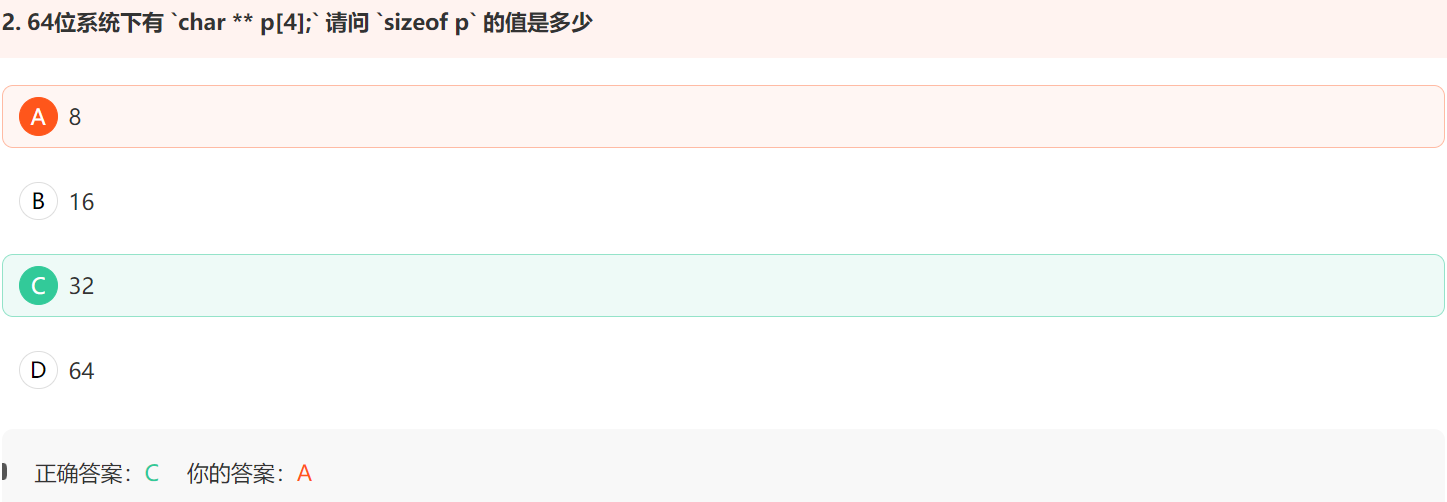 2. 64位系统下有 `char ** p[4];` 请问 `sizeof p` 的值是多少
A 8
B 16
C 32
D 64
正确答案：C 你的答案：A